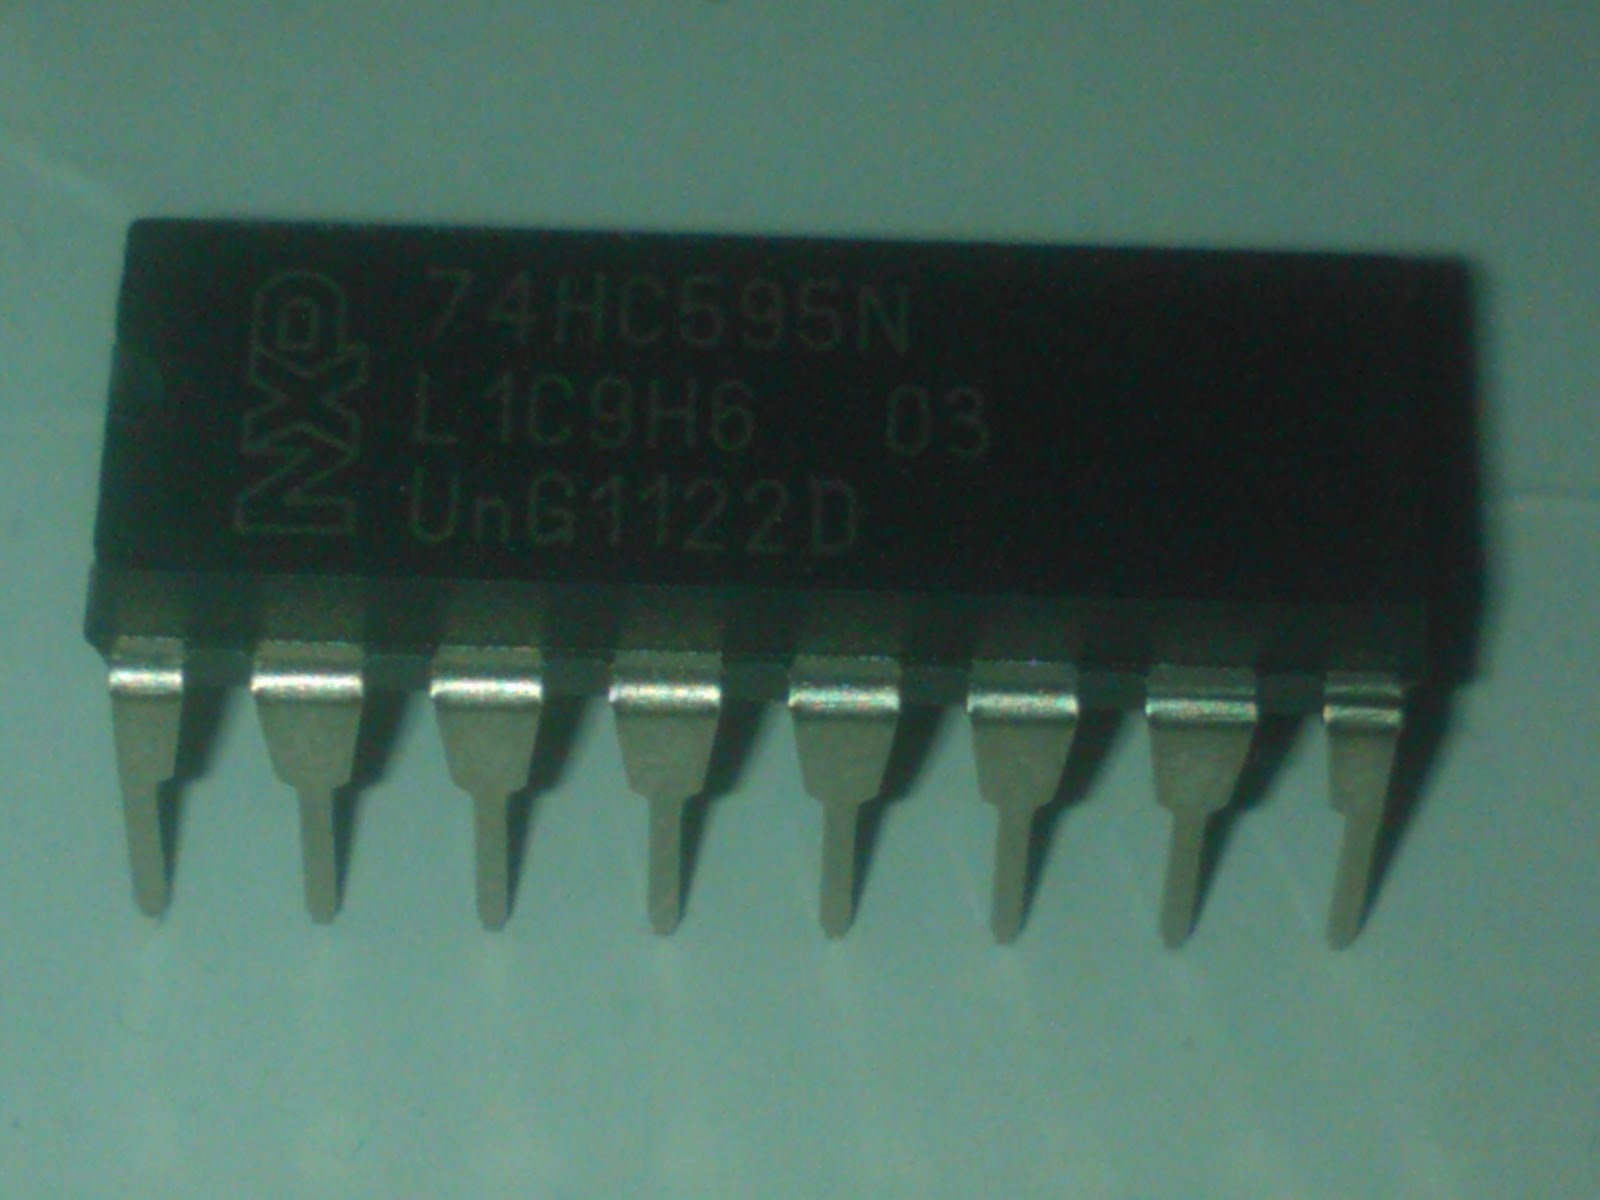 NXP
74HC595N
L1C9H6 03
UnG1122D